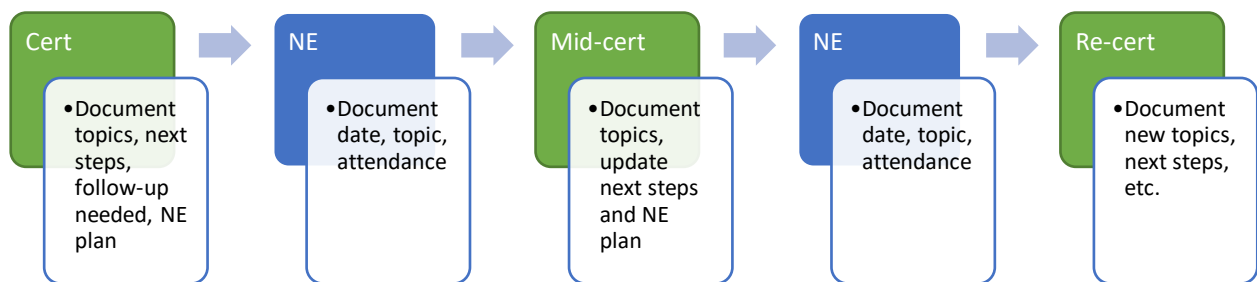 Cert
•Document
topics, next
steps,
follow-up
needed, NE
plan
NE
•Document
date, topic,
attendance
Mid-cert
•Document
topics,
update
next steps
and NE
plan
NE
•Document
date, topic,
attendance
Re-cert
•Document
new topics,
next steps,
etc.